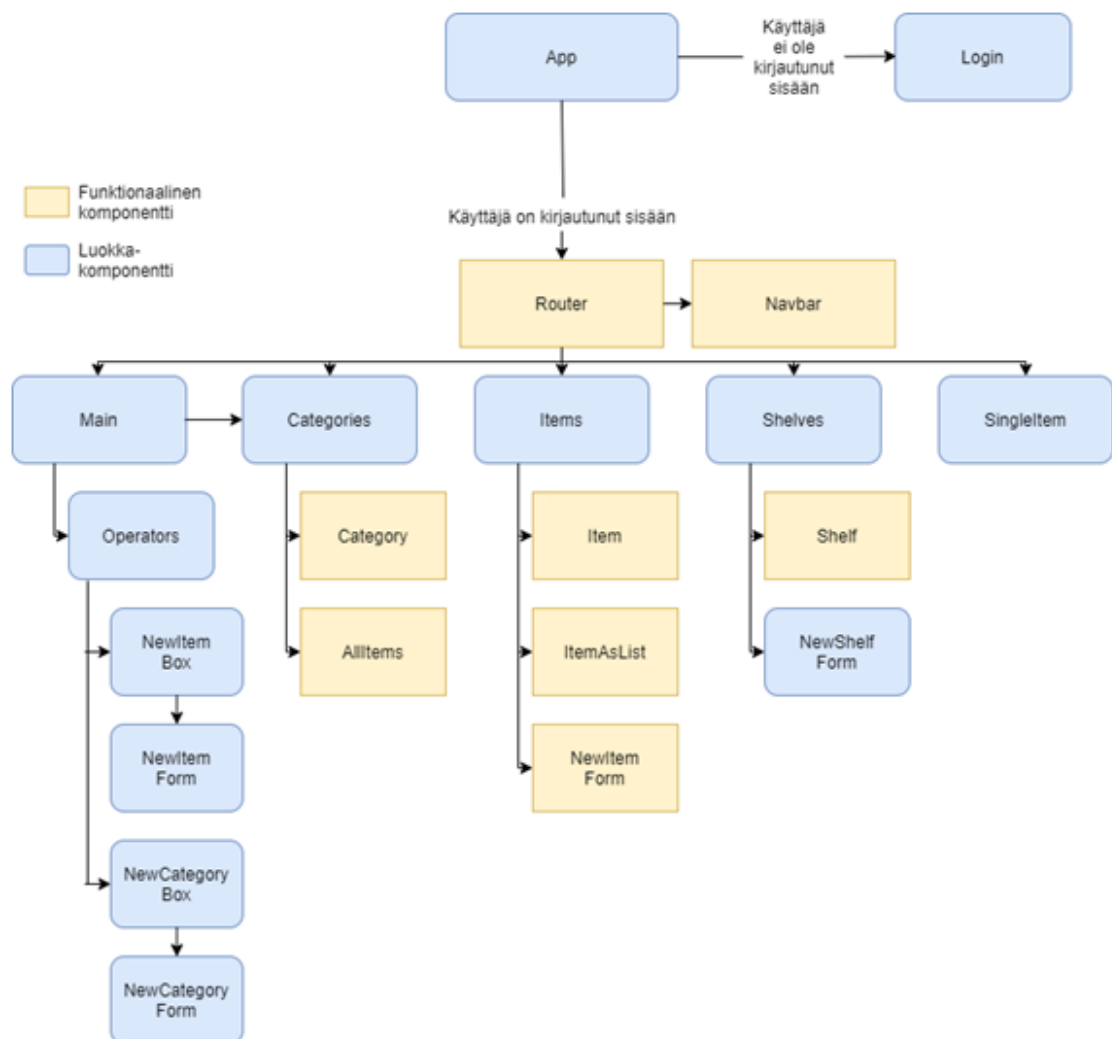 App
Käyttäjä
ei ole
kirjautunut
sisään
Login
Funktionaalinen
komponentti
Luokka-
komponentti
Käyttäjä on kirjautunut sisään
Router
Navbar
Main
Categories
Items
Shelves
SingleItem
Operators
Category
Item
Shelf
NewItem
Box
AllItems
ItemAsList
NewShelf
Form
NewItem
Form
NewItem
Form
NewCategory
Box
NewCategory
Form